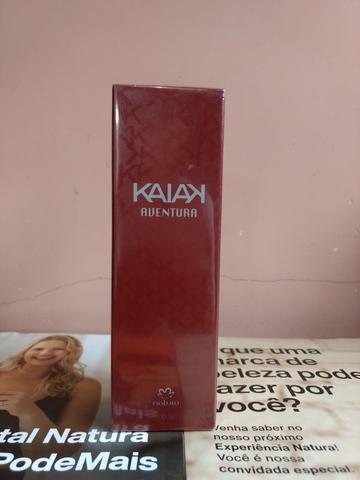 KAIAK
AVENTURA
natura
tal Natura
PodeMais
que uma
marca de
beleza pode
fazer por
você?
Venha saber no
nosso próximo
Experiência Natura!
Você é nossa
convidada especial.